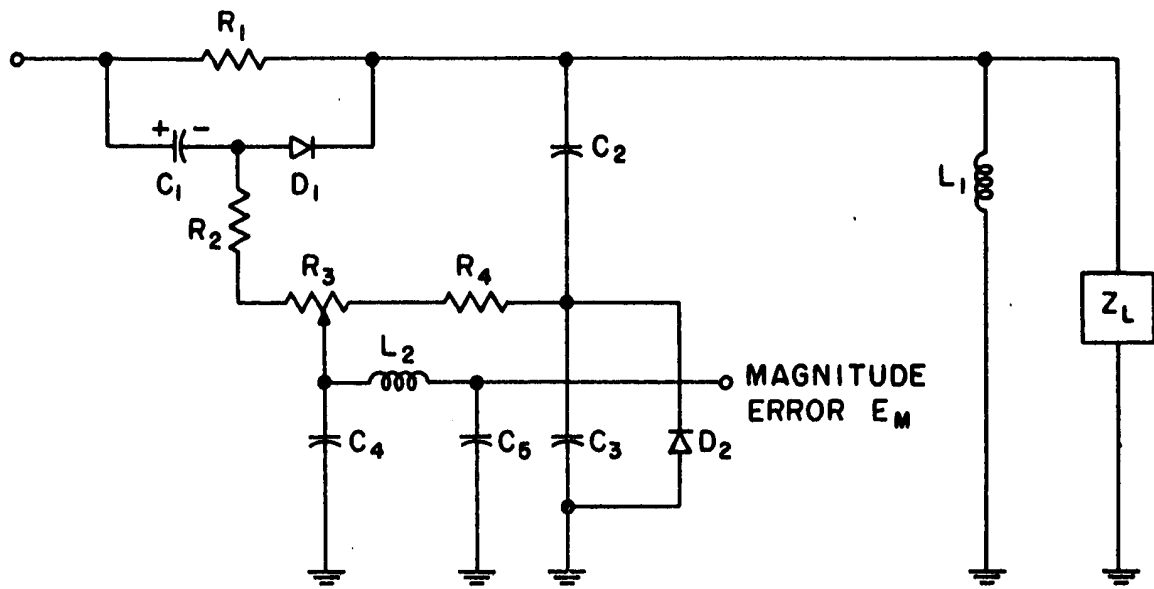 R1
+ -
C1
D1
C2
L1
R2
R3
R4
ZL
L2
MAGNITUDE
ERROR EM
C4
C5
C3
D2